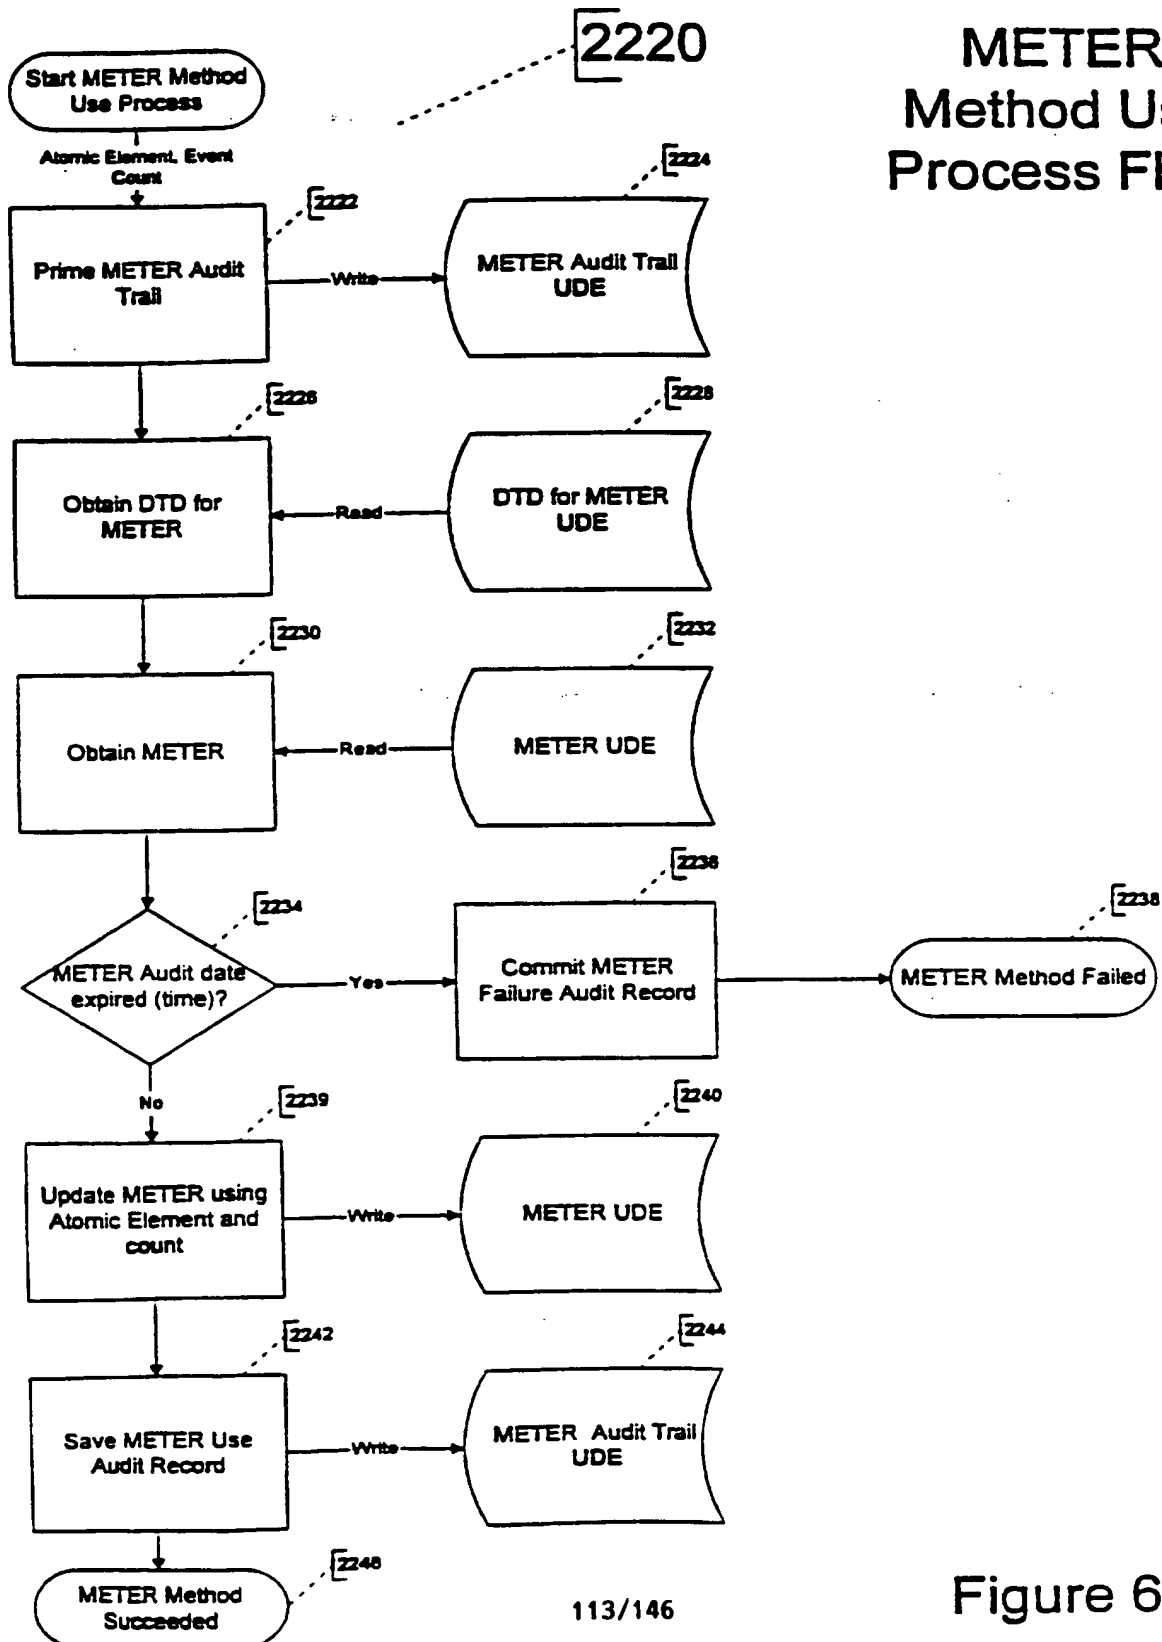 2220
METER
Method Us
Process Fl
Start METER Method
Use Process
Atomic Element, Event
Count
2222
2224
Prime METER Audit
Trail
Write
METER Audit Trail
UDE
2226
2228
Obtain DTD for
METER
Read
DTD for METER
UDE
2230
2232
Obtain METER
Read
METER UDE
2234
2236
2238
METER Audit date
expired (time)?
Yes
Commit METER
Failure Audit Record
METER Method Failed
No
2239
2240
Update METER using
Atomic Element and
count
Write
METER UDE
2242
2244
Save METER Use
Audit Record
Write
METER Audit Trail
UDE
2246
METER Method
Succeeded
113/146
Figure 6